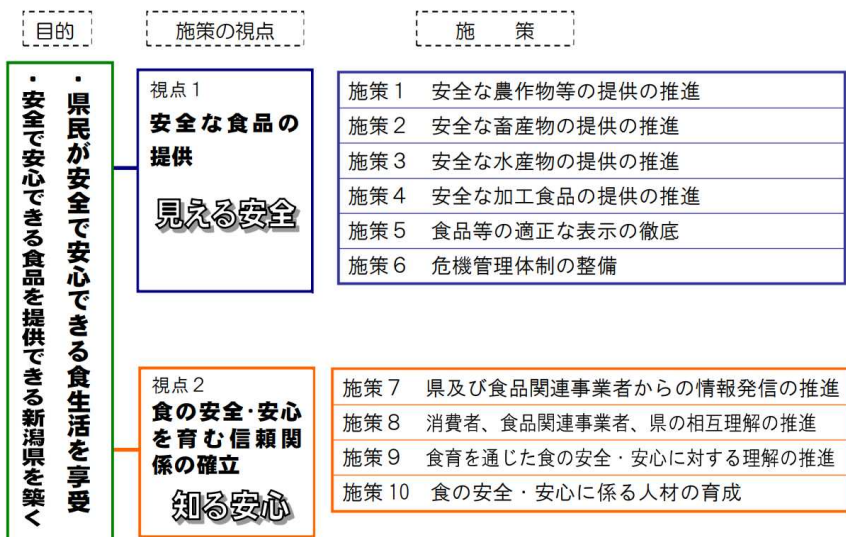 目的
施策の視点
施　策
・県民が安全で安心できる食生活を享受
・安全で安心できる食品を提供できる新潟県を築く
視点１
安全な食品の
提供
見える安全
施策１　安全な農作物等の提供の推進
施策２　安全な畜産物の提供の推進
施策３　安全な水産物の提供の推進
施策４　安全な加工食品の提供の推進
施策５　食品等の適正な表示の徹底
施策６　危機管理体制の整備
視点２
食の安全・安心
を育む信頼関
係の確立
知る安心
施策７　県及び食品関連事業者からの情報発信の推進
施策８　消費者、食品関連事業者、県の相互理解の推進
施策９　食育を通じた食の安全・安心に対する理解の推進
施策10　食の安全・安心に係る人材の育成